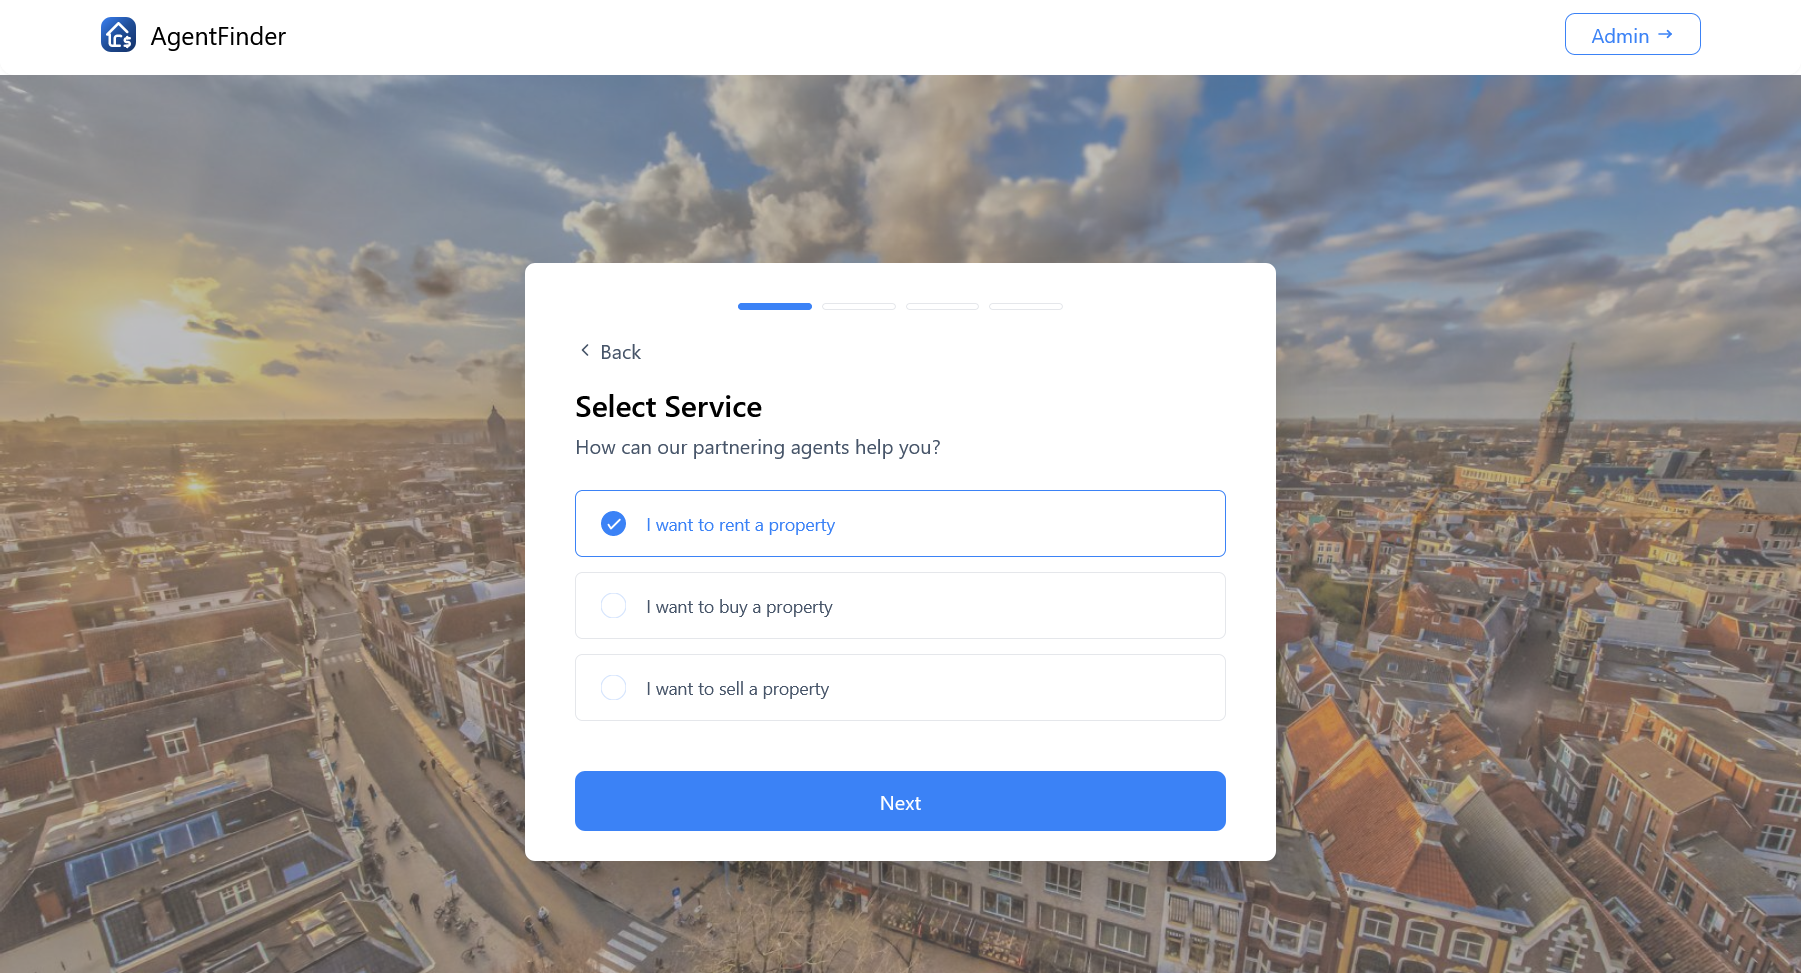 AgentFinder
Admin →
Back
Select Service
How can our partnering agents help you?
I want to rent a property
I want to buy a property
I want to sell a property
Next